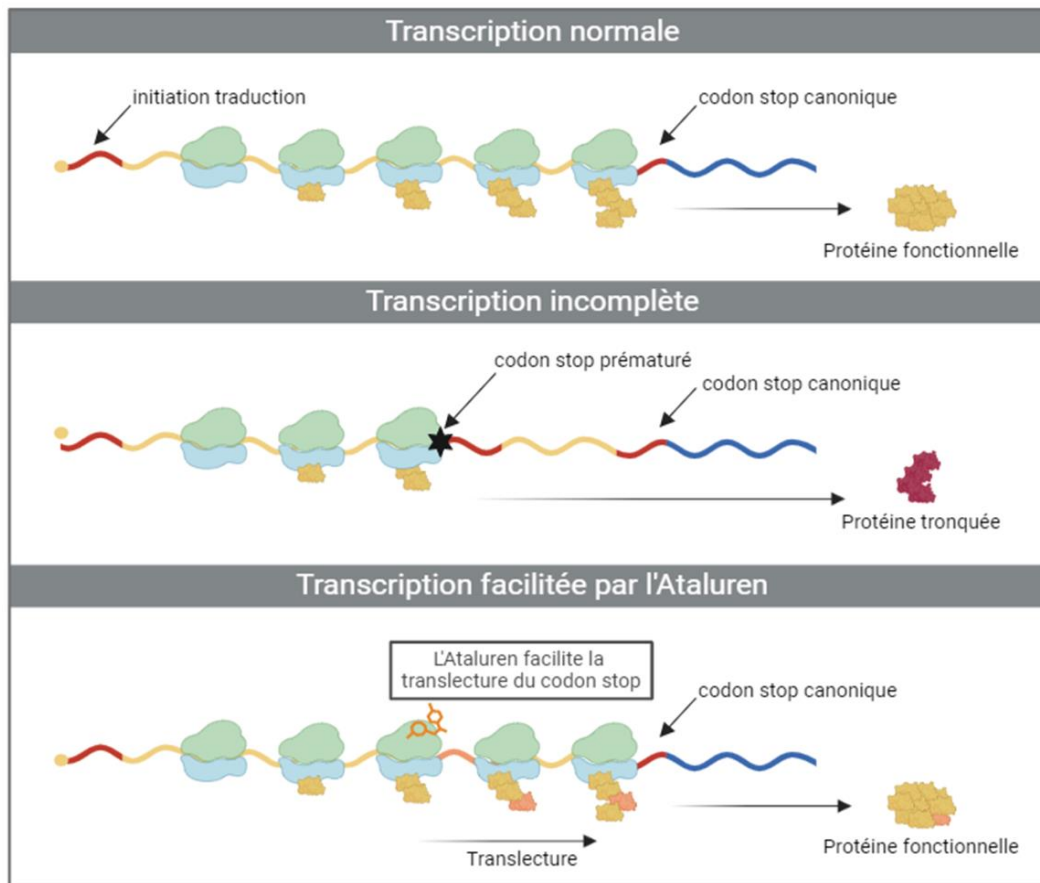 Transcription normale
initiation traduction
codon stop canonique
Protéine fonctionnelle
Transcription incomplète
codon stop prématuré
codon stop canonique
Protéine tronquée
Transcription facilitée par l'Ataluren
L'Ataluren facilite la
translecture du codon stop
codon stop canonique
Translecture
Protéine fonctionnelle